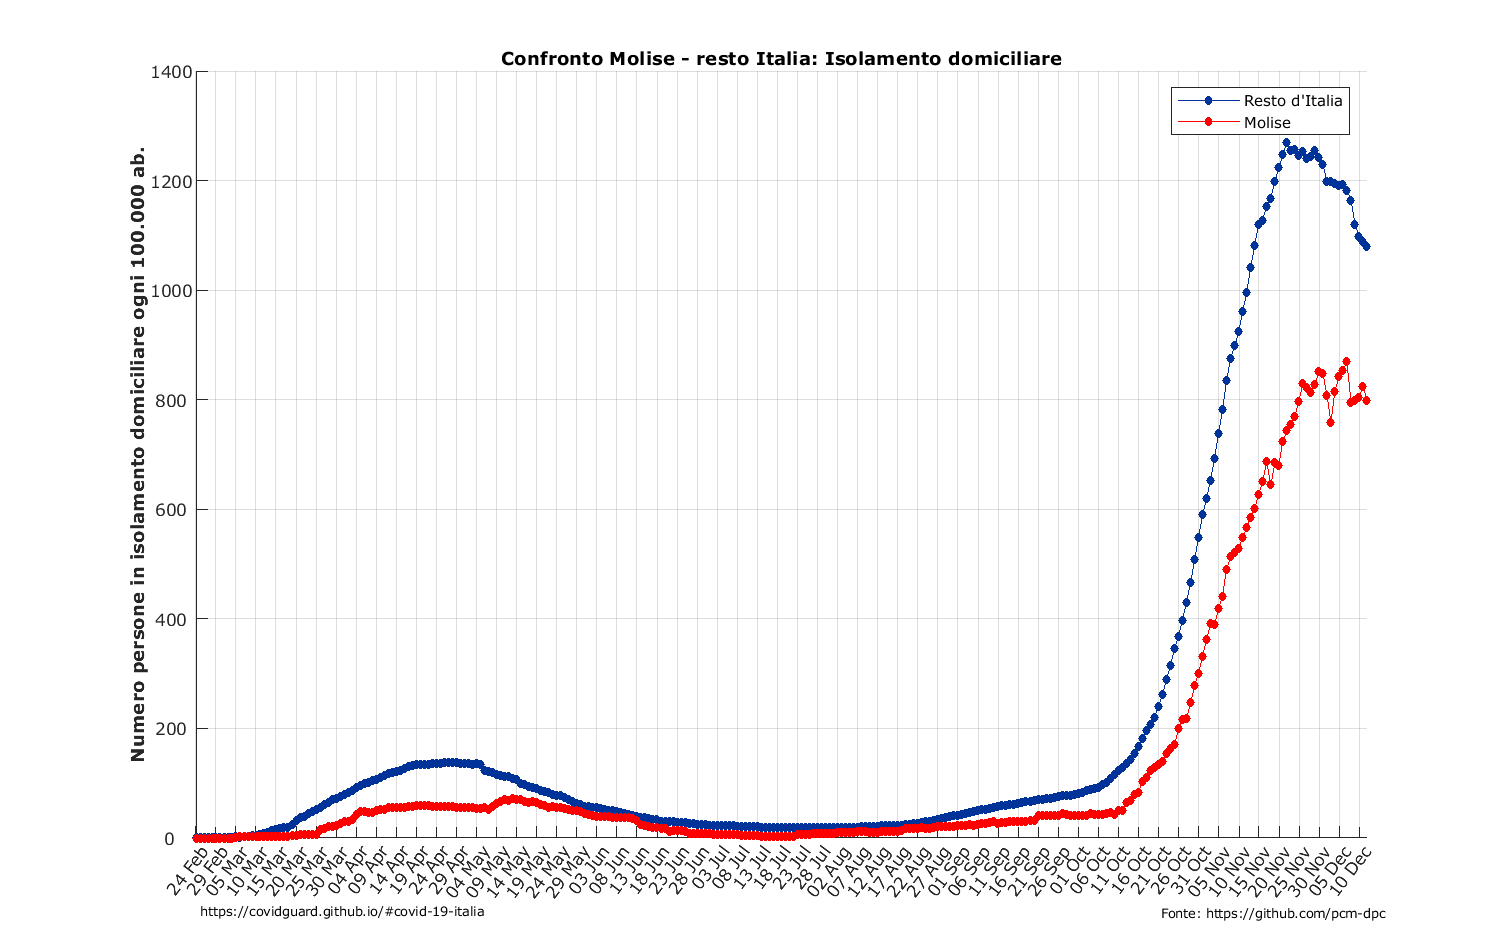 Confronto Molise - resto Italia: Isolamento domiciliare
Numero persone in isolamento domiciliare ogni 100.000 ab.
1400
1200
1000
800
600
400
200
0
Resto d'Italia
Molise
24 Feb
29 Feb
05 Mar
10 Mar
15 Mar
20 Mar
25 Mar
30 Mar
04 Apr
09 Apr
14 Apr
19 Apr
24 Apr
29 Apr
04 May
09 May
14 May
19 May
24 May
29 May
03 Jun
08 Jun
13 Jun
18 Jun
23 Jun
28 Jun
03 Jul
08 Jul
13 Jul
18 Jul
23 Jul
28 Jul
02 Aug
07 Aug
12 Aug
17 Aug
22 Aug
27 Aug
01 Sep
06 Sep
11 Sep
16 Sep
21 Sep
26 Sep
01 Oct
06 Oct
11 Oct
16 Oct
21 Oct
26 Oct
31 Oct
05 Nov
10 Nov
15 Nov
20 Nov
25 Nov
30 Nov
05 Dec
10 Dec
https://covidguard.github.io/#covid-19-italia
Fonte: https://github.com/pcm-dpc